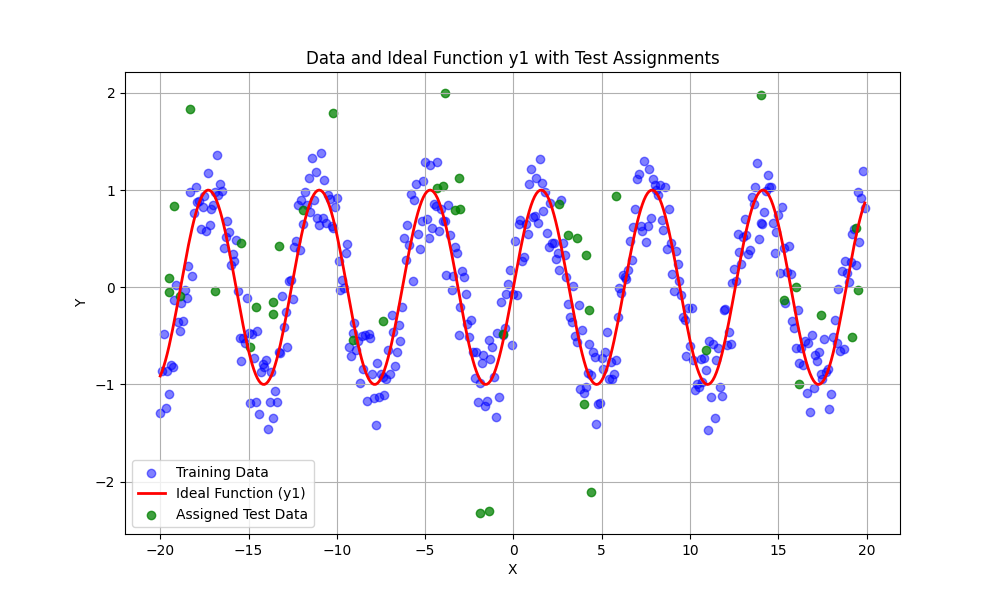 Data and Ideal Function y1 with Test Assignments
Y
2
1
0
−1
−2
Training Data
Ideal Function (y1)
Assigned Test Data
−20 −15 −10 −5 0 5 10 15 20
X